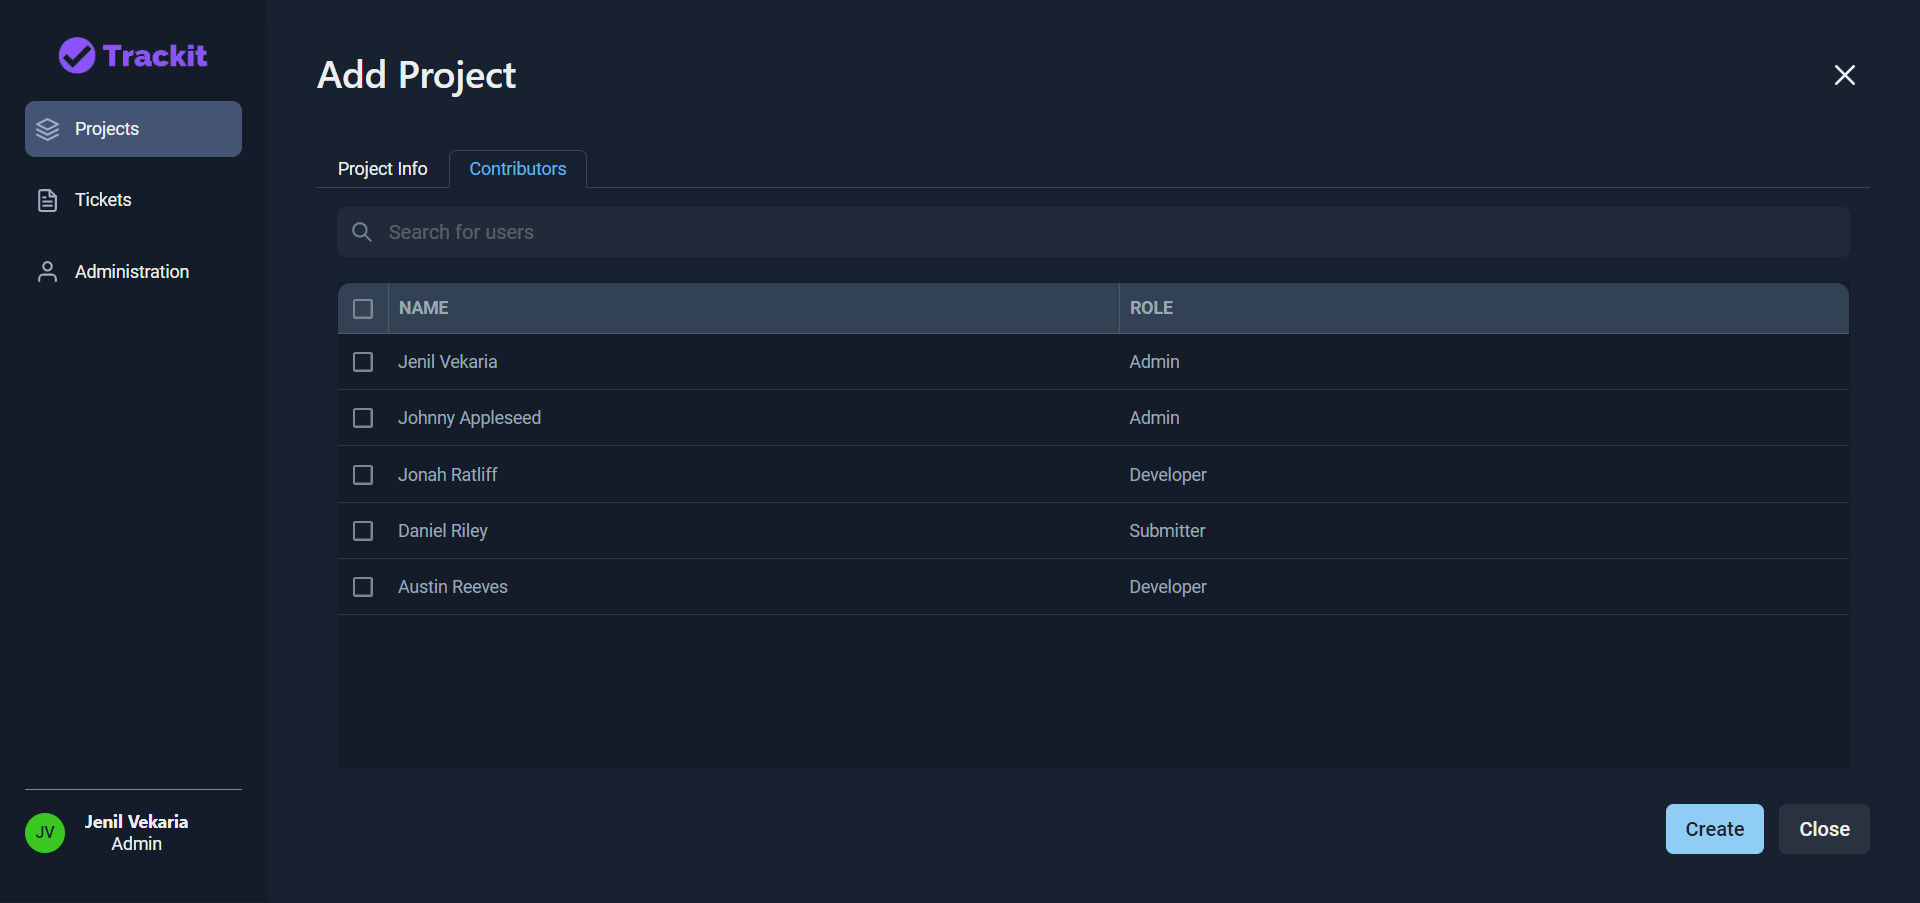 Trackit
Projects
Tickets
Administration
Add Project
Project Info
Contributors
Search for users
NAME ROLE
Jenil Vekaria Admin
Johnny Appleseed Admin
Jonah Ratliff Developer
Daniel Riley Submitter
Austin Reeves Developer
JV
Jenil Vekaria
Admin
Create
Close